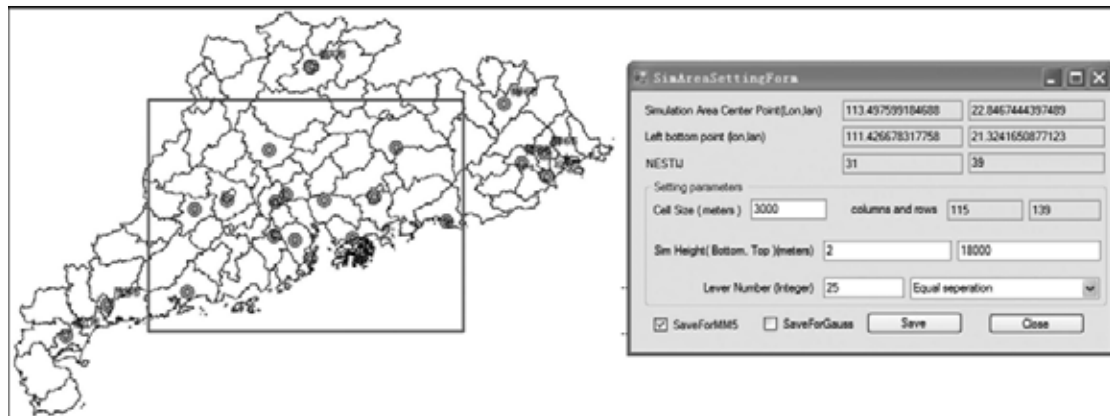 SimAreaSettingForm
Simulation Area Center Point(Lon,lan) 113.497599184688 22.8467444397489
Left bottom point (lon,lan) 111.426678317758 21.3241650877123
NESTIJ 31 39
Setting parameters
Cell Size ( meters ) 3000 columns and rows 115 139
Sim Height( Bottom, Top )(meters) 2 18000
Lever Number (Integer) 25 Equal seperation
SaveForMM5 SaveForGauss Save Close